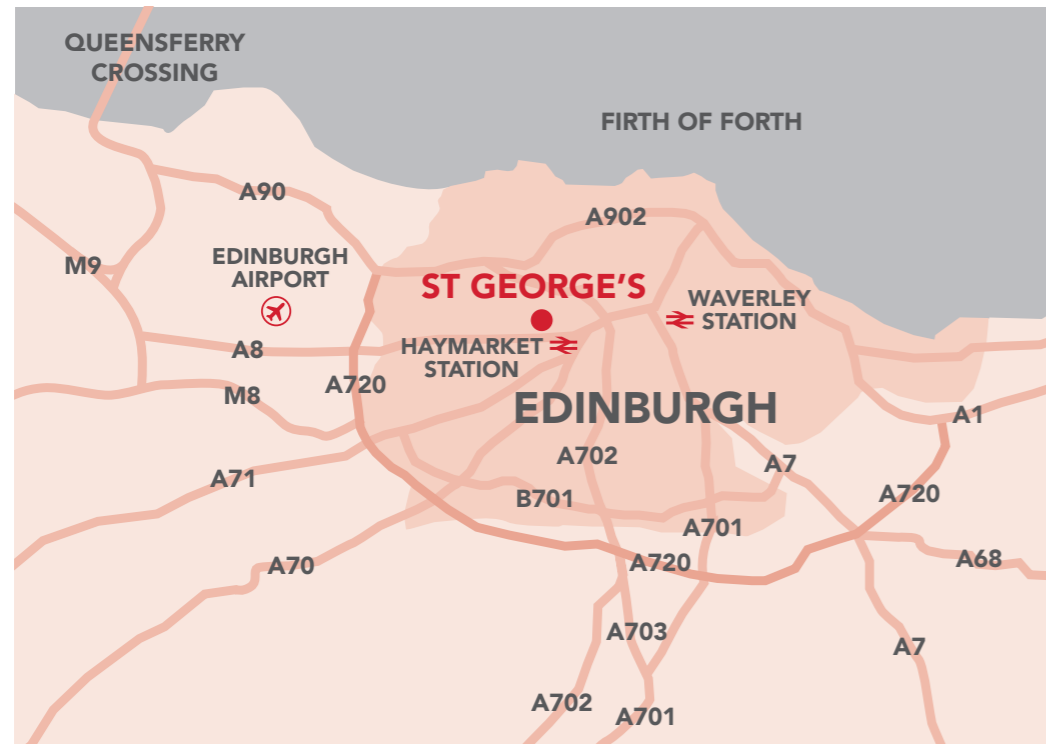 QUEENSFERRY
CROSSING
FIRTH OF FORTH
A90
A902
M9
EDINBURGH
AIRPORT
ST GEORGE'S
WAVERLEY
STATION
A8
HAYMARKET
STATION
M8
A720
EDINBURGH
A1
A71
A702
A7
B701
A720
A701
A70
A720
A68
A703
A7
A702
A701